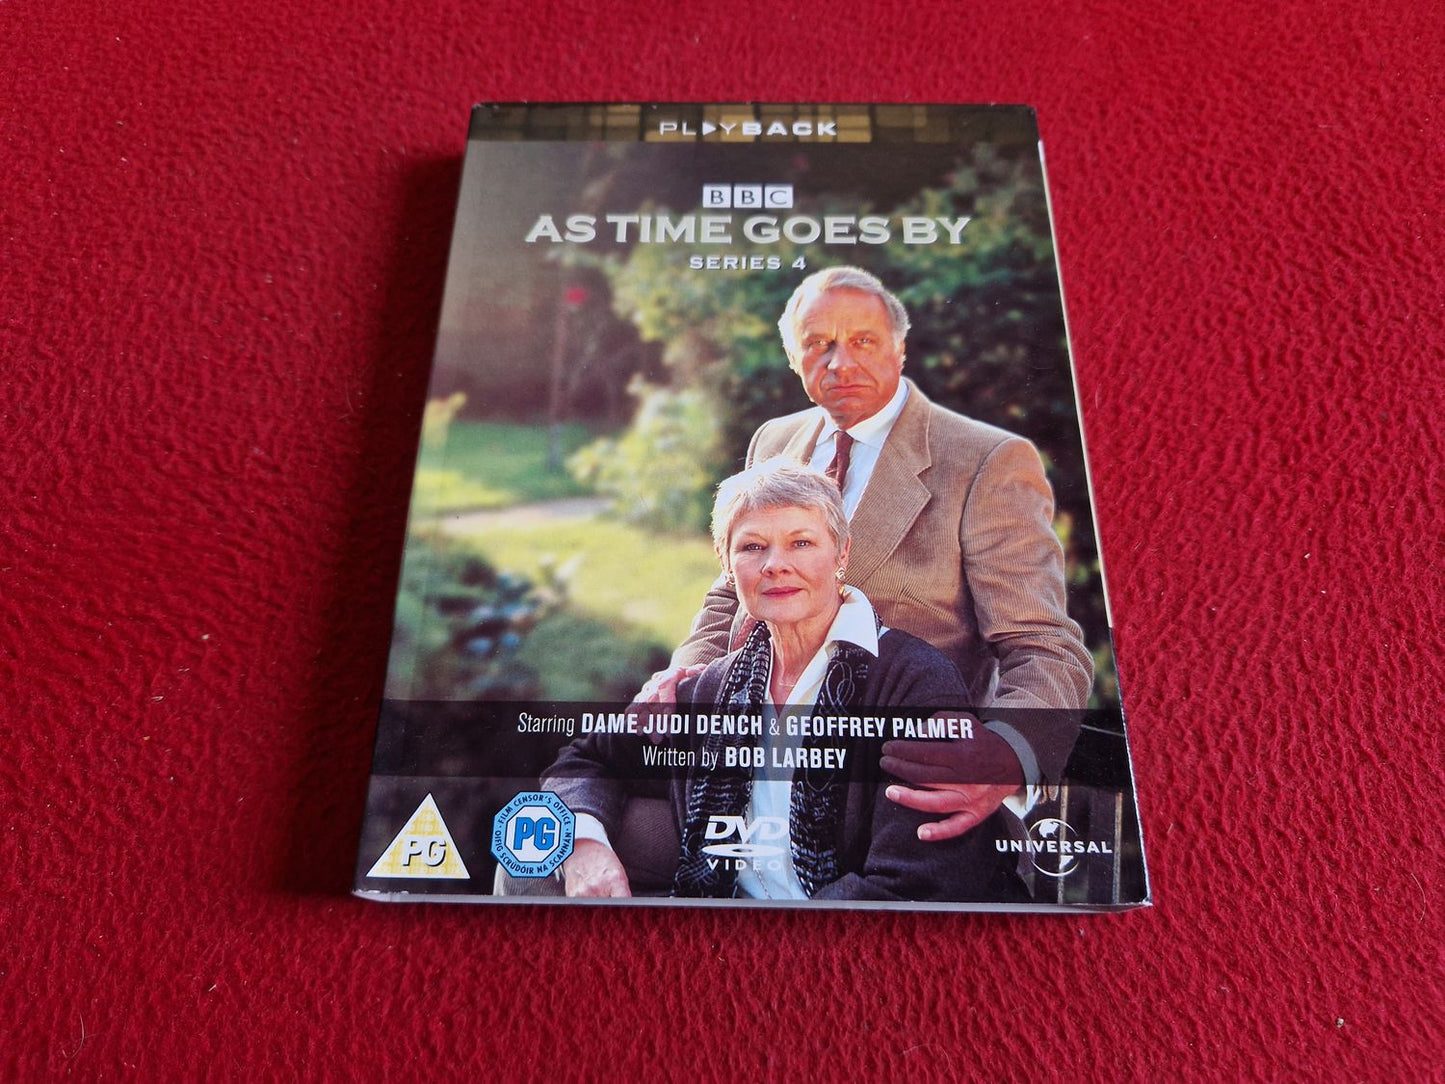 PLAYBACK
BBC
AS TIME GOES BY
SERIES 4
Starring DAME JUDI DENCH & GEOFFREY PALMER
Written by BOB LARBEY
PG
· FILM CENSOR'S OFFICE ·
PG
OIFIG SCRÚDÓIR NA SCANNÁN
DVD
VIDEO
UNIVERSAL